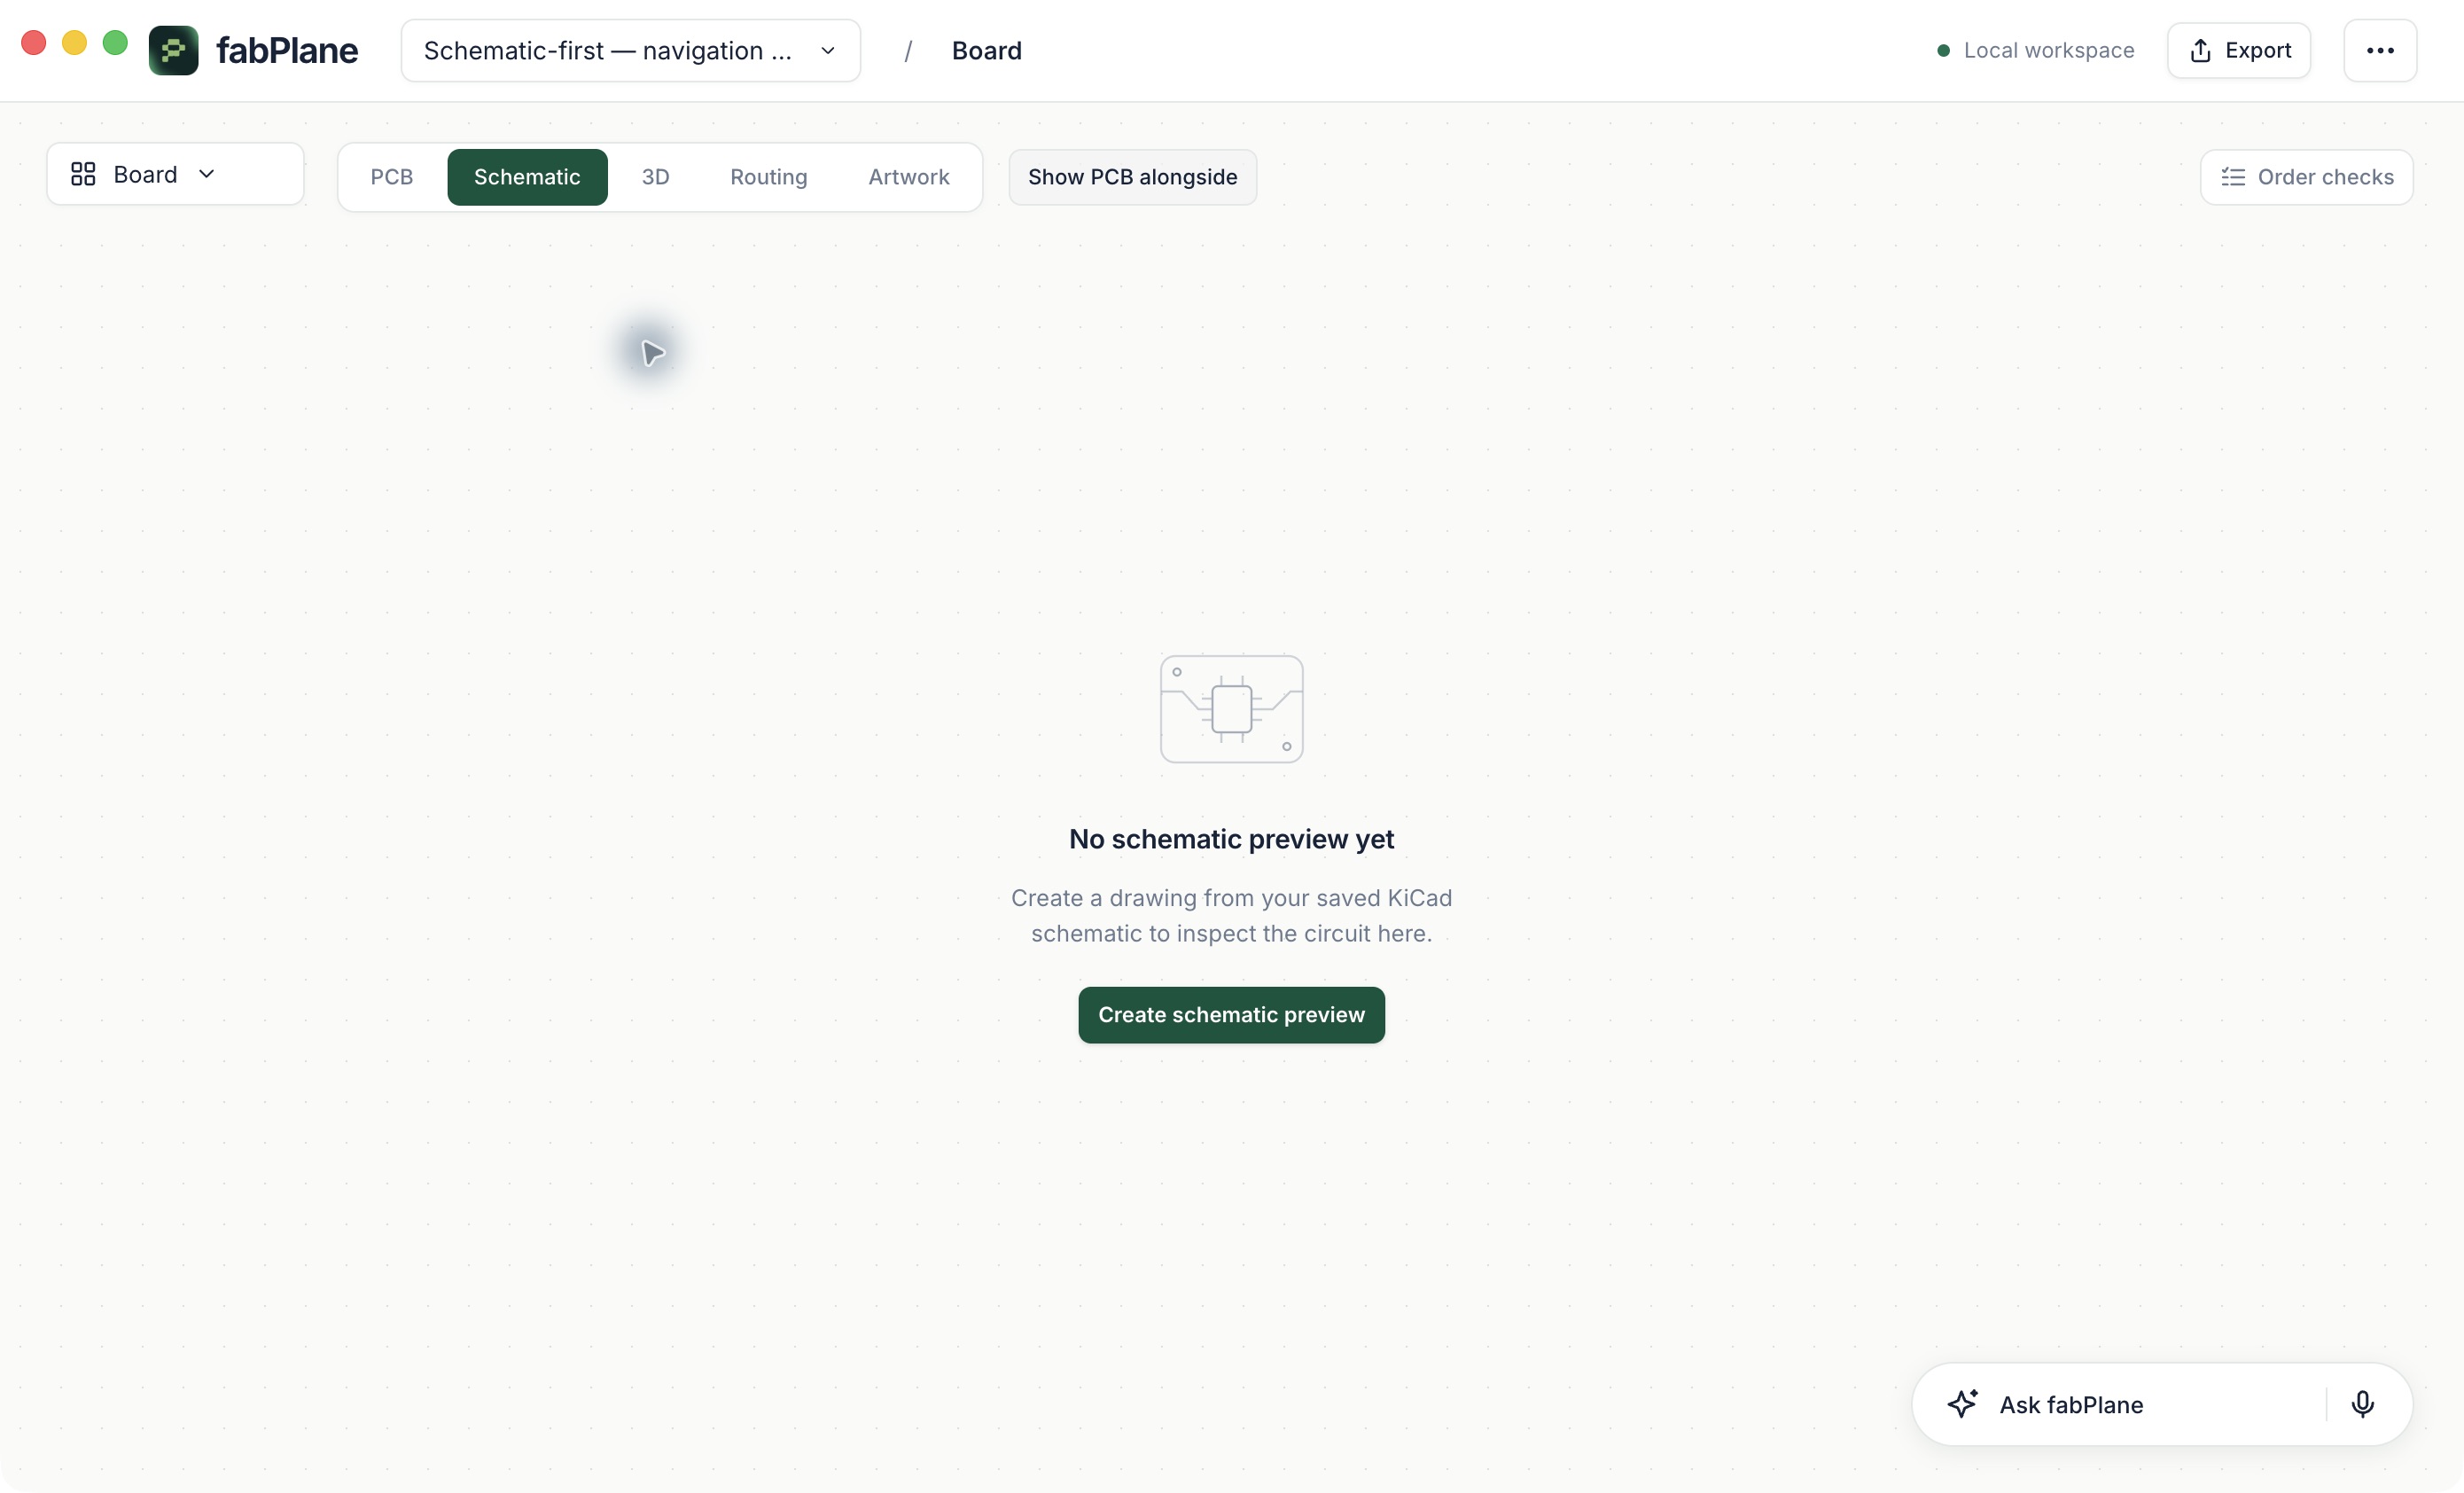 fabPlane
Schematic-first — navigation ...
/
Board
Local workspace
Export
Board
PCB
Schematic
3D
Routing
Artwork
Show PCB alongside
Order checks
No schematic preview yet
Create a drawing from your saved KiCad
schematic to inspect the circuit here.
Create schematic preview
Ask fabPlane